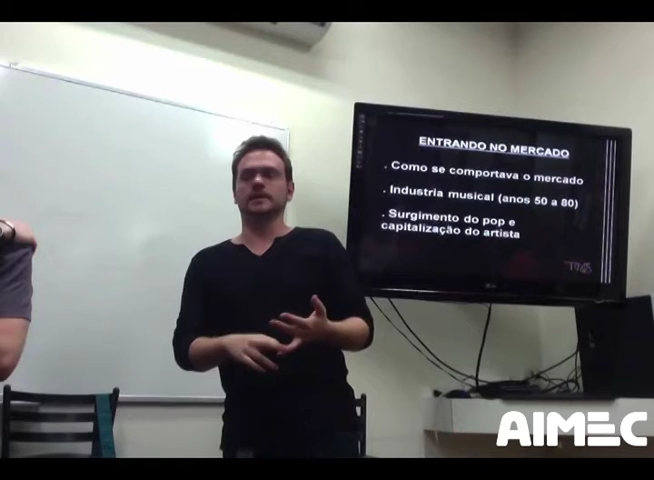 ENTRANDO NO MERCADO
. Como se comportava o mercado
. Industria musical (anos 50 a 80)
. Surgimento do pop e
capitalização do artista
LG
AIMEC